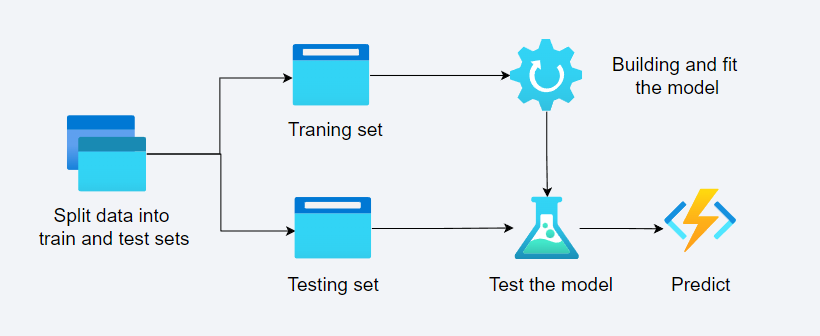 Building and fit
the model
Traning set
Split data into
train and test sets
Testing set
Test the model
Predict